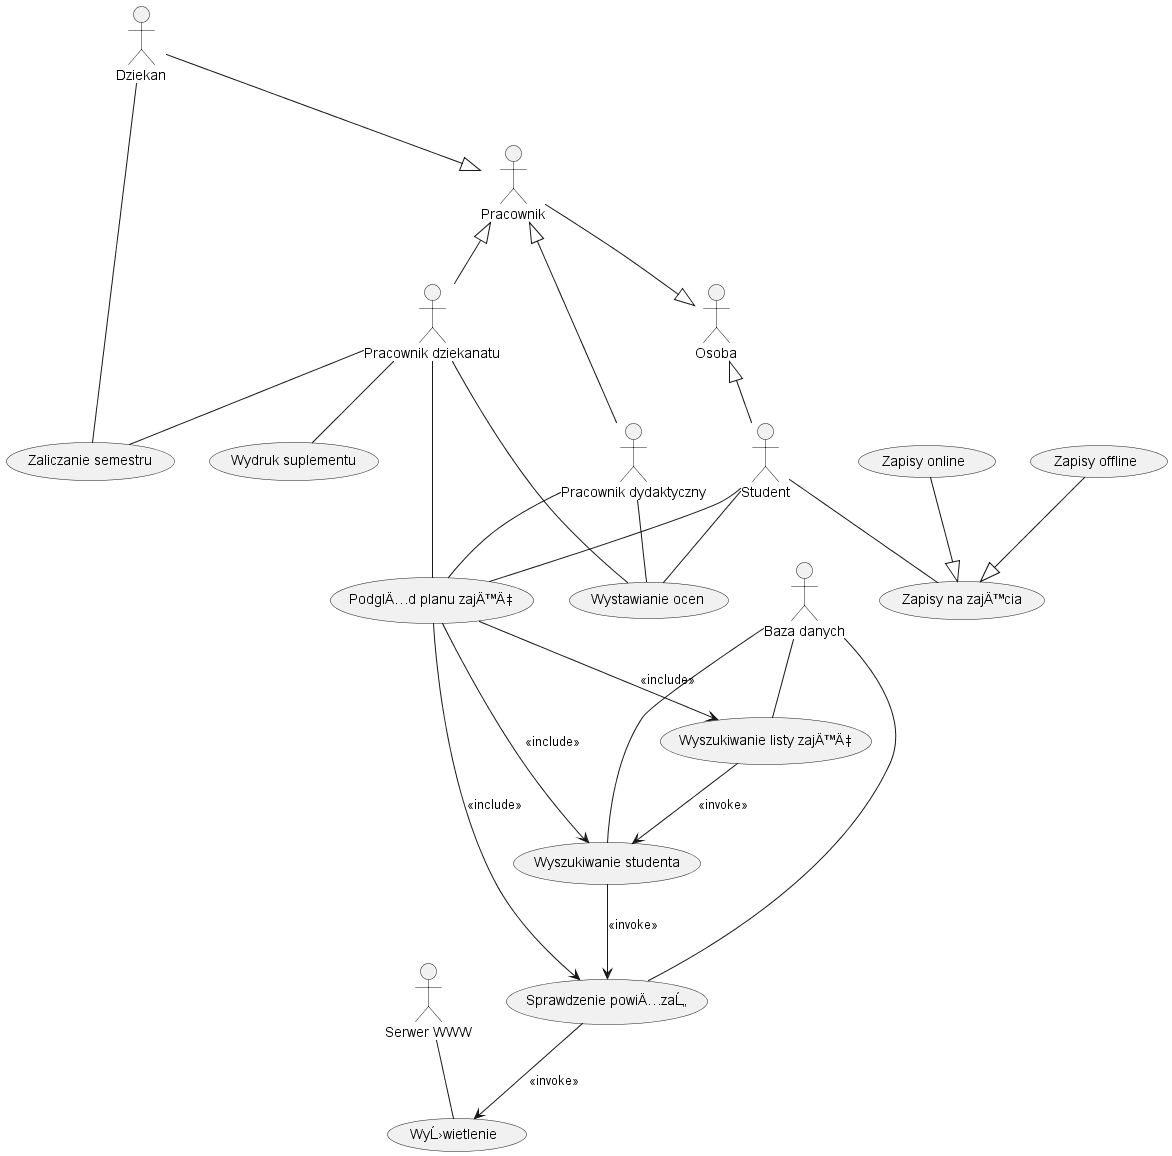 Dziekan
Pracownik
Pracownik dziekanatu
Osoba
Zaliczanie semestru
Wydruk suplementu
Pracownik dydaktyczny
Student
Zapisy online
Zapisy offline
PodglÄ…d planu zajÄ™Ä‡
Wystawianie ocen
Baza danych
Zapisy na zajÄ™cia
«include»
«include»
Wyszukiwanie listy zajÄ™Ä‡
«include»
«invoke»
Wyszukiwanie studenta
«invoke»
Serwer WWW
Sprawdzenie powiÄ…zaĹ„
«invoke»
WyĹ›wietlenie